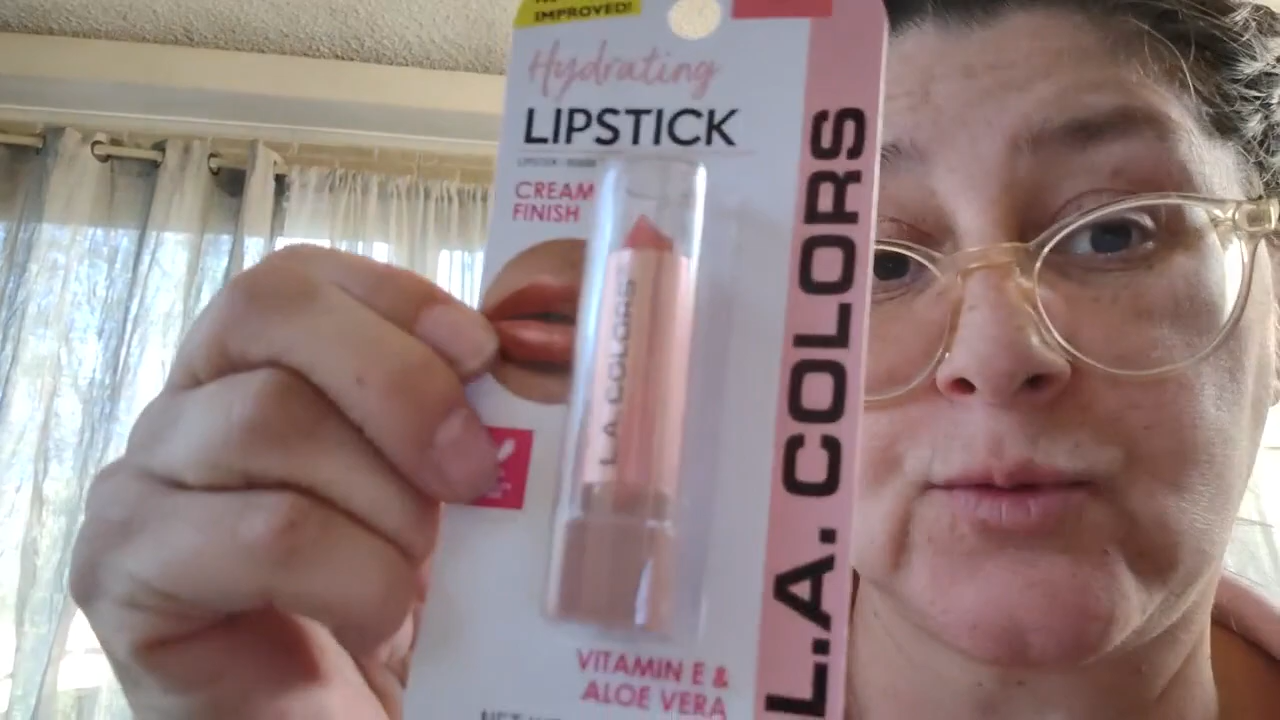 IMPROVED!
Hydrating
LIPSTICK
CREAM
FINISH
L.A. COLORS
L.A. COLORS
VITAMIN E &
ALOE VERA